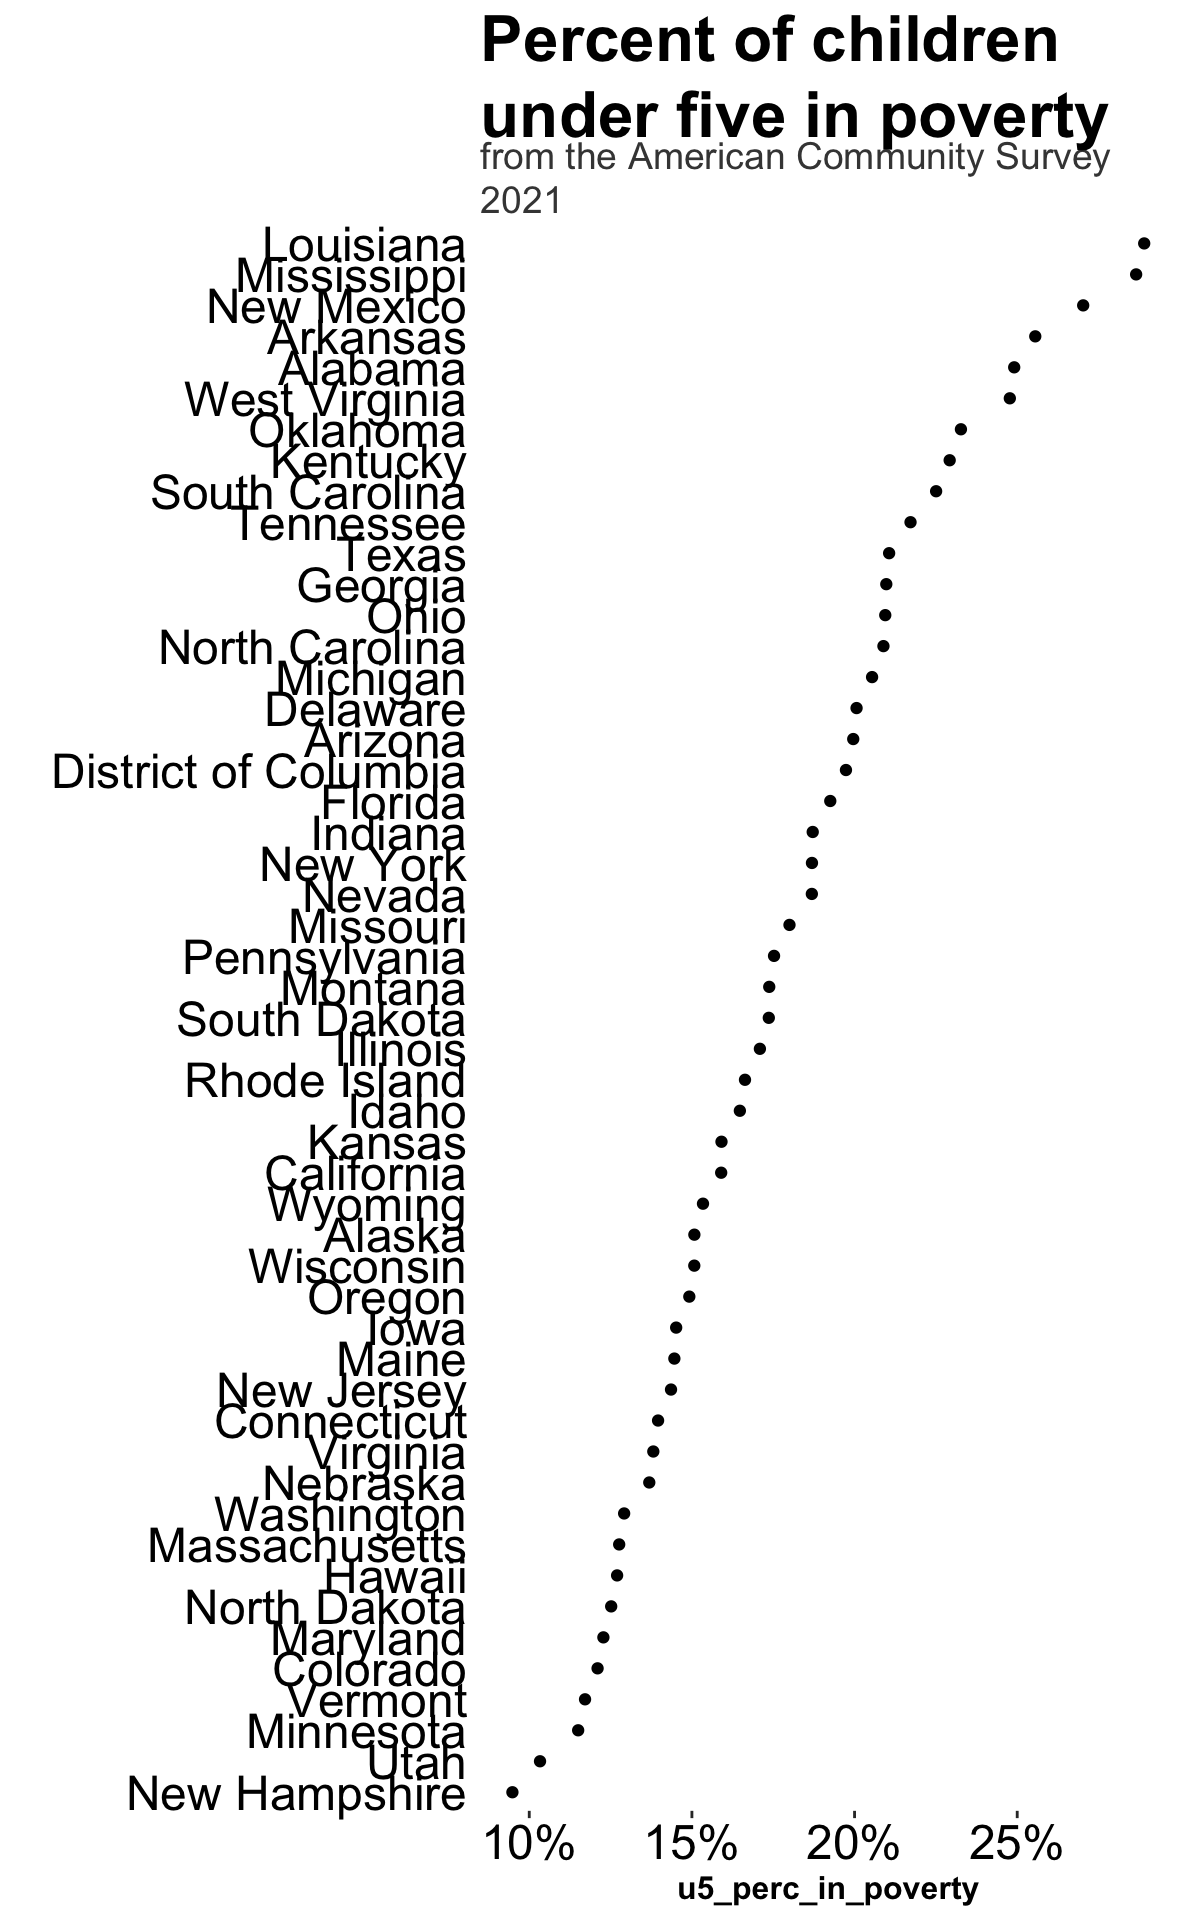 Percent of children
under five in poverty
from the American Community Survey
2021
Louisiana
Mississippi
New Mexico
Arkansas
Alabama
West Virginia
Oklahoma
Kentucky
South Carolina
Tennessee
Texas
Georgia
Ohio
North Carolina
Michigan
Delaware
Arizona
District of Columbia
Florida
Indiana
New York
Nevada
Missouri
Pennsylvania
Montana
South Dakota
Illinois
Rhode Island
Idaho
Kansas
California
Wyoming
Alaska
Wisconsin
Oregon
Iowa
Maine
New Jersey
Connecticut
Virginia
Nebraska
Washington
Massachusetts
Hawaii
North Dakota
Maryland
Colorado
Vermont
Minnesota
Utah
New Hampshire
10% 15% 20% 25%
u5_perc_in_poverty